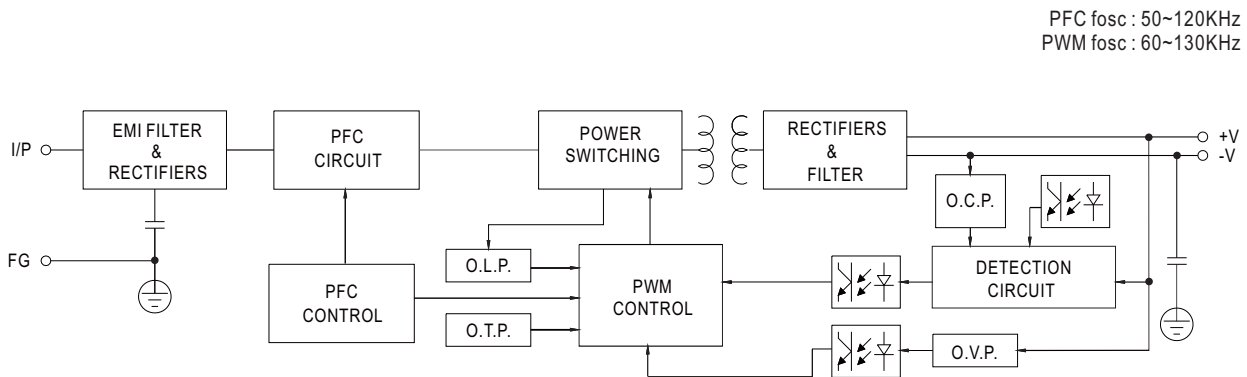 PFC fosc : 50~120KHz
PWM fosc : 60~130KHz
I/P
EMI FILTER
&
RECTIFIERS
PFC
CIRCUIT
POWER
SWITCHING
RECTIFIERS
&
FILTER
+V
-V
O.C.P.
FG
O.L.P.
PFC
CONTROL
O.T.P.
PWM
CONTROL
DETECTION
CIRCUIT
O.V.P.